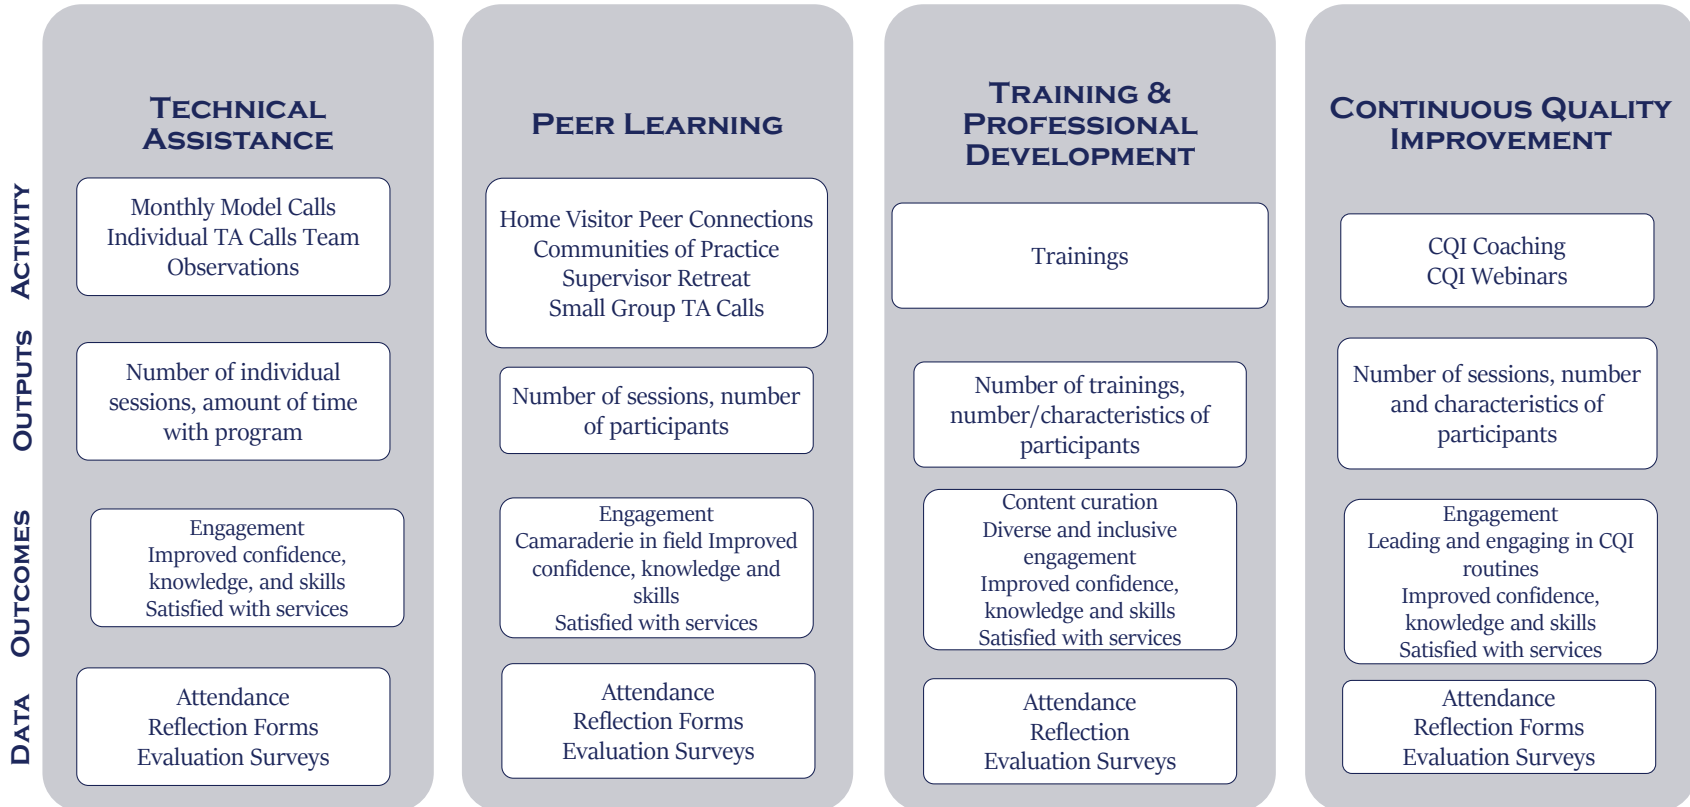 TECHNICAL
ASSISTANCE
PEER LEARNING
TRAINING &
PROFESSIONAL
DEVELOPMENT
CONTINUOUS QUALITY
IMPROVEMENT
ACTIVITY
Monthly Model Calls
Individual TA Calls Team
Observations
Home Visitor Peer Connections
Communities of Practice
Supervisor Retreat
Small Group TA Calls
Trainings
CQI Coaching
CQI Webinars
OUTPUTS
Number of individual
sessions, amount of time
with program
Number of sessions, number
of participants
Number of trainings,
number/characteristics of
participants
Number of sessions, number
and characteristics of
participants
OUTCOMES
Engagement
Improved confidence,
knowledge, and skills
Satisfied with services
Engagement
Camaraderie in field Improved
confidence, knowledge and
skills
Satisfied with services
Content curation
Diverse and inclusive
engagement
Improved confidence,
knowledge and skills
Satisfied with services
Engagement
Leading and engaging in CQI
routines
Improved confidence,
knowledge and skills
Satisfied with services
DATA
Attendance
Reflection Forms
Evaluation Surveys
Attendance
Reflection Forms
Evaluation Surveys
Attendance
Reflection
Evaluation Surveys
Attendance
Reflection Forms
Evaluation Surveys